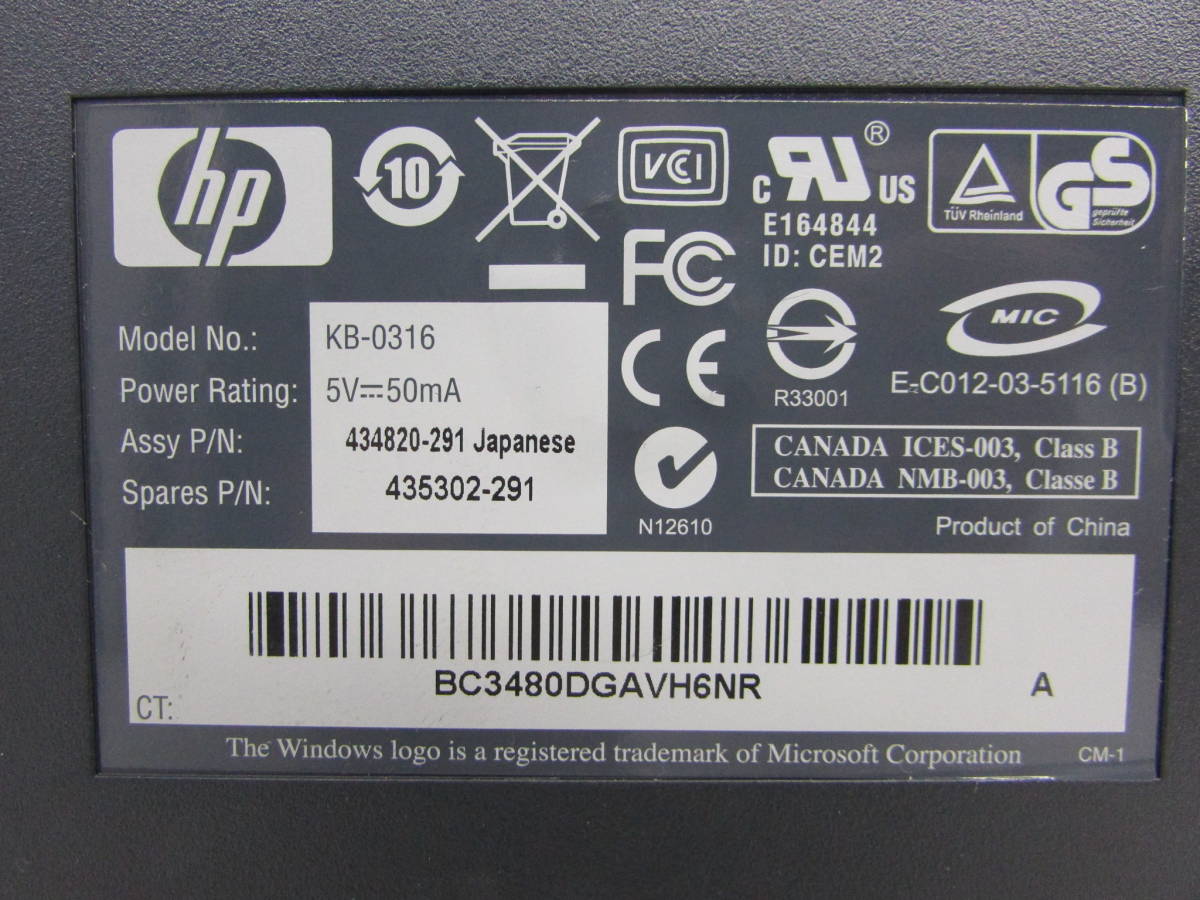 hp
10
VCI
C RU US ®
E164844
ID: CEM2
TÜV Rheinland
GS
geprüfte
Sicherheit
FC
CE
R33001
MIC
E-C012-03-5116 (B)
Model No.: KB-0316
Power Rating: 5V⎓50mA
Assy P/N: 434820-291 Japanese
Spares P/N: 435302-291
N12610
CANADA ICES-003, Class B
CANADA NMB-003, Classe B
Product of China
BC3480DGAVH6NR
A
CT:
The Windows logo is a registered trademark of Microsoft Corporation
CM-1